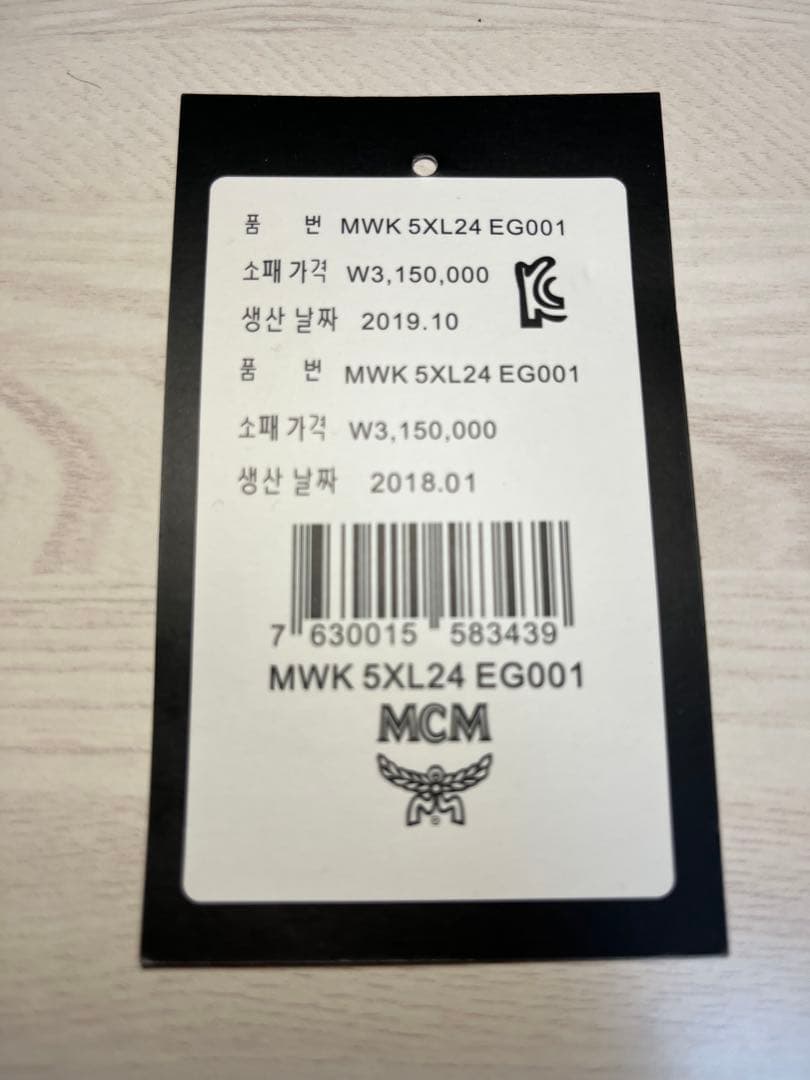 품 번 MWK 5XL24 EG001
소패 가격 W3,150,000
생산 날짜 2019.10
품 번 MWK 5XL24 EG001
소패 가격 W3,150,000
생산 날짜 2018.01
7 630015 583439
MWK 5XL24 EG001
MCM